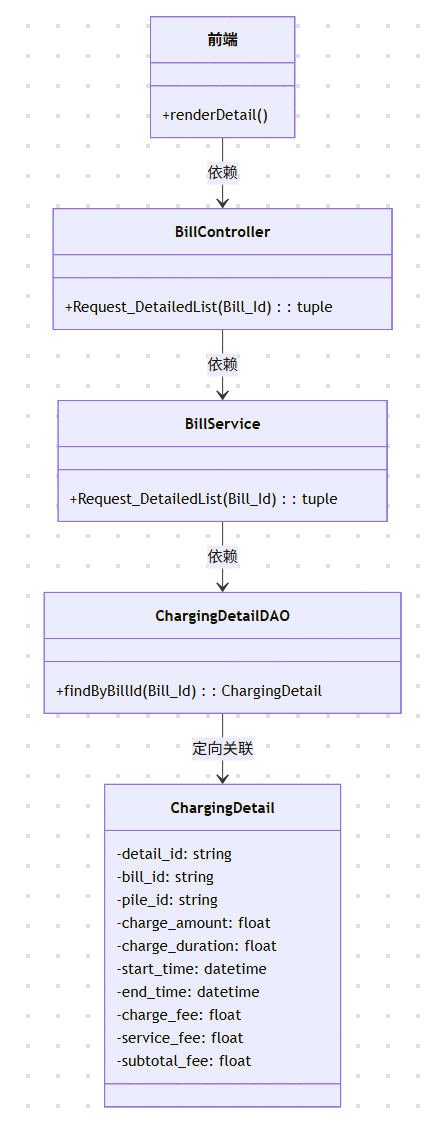 前端
+renderDetail()
依赖
BillController
+Request_DetailedList(Bill_Id) : : tuple
依赖
BillService
+Request_DetailedList(Bill_Id) : : tuple
依赖
ChargingDetailDAO
+findByBillId(Bill_Id) : : ChargingDetail
定向关联
ChargingDetail
-detail_id: string
-bill_id: string
-pile_id: string
-charge_amount: float
-charge_duration: float
-start_time: datetime
-end_time: datetime
-charge_fee: float
-service_fee: float
-subtotal_fee: float